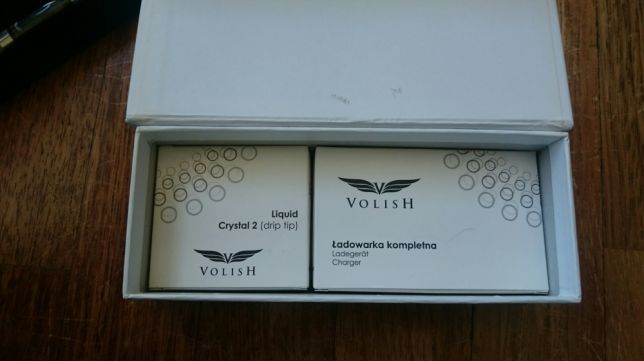 Liquid
Crystal 2 (drip tip)
VOLISH
VOLISH
Ładowarka kompletna
Ladegerät
Charger